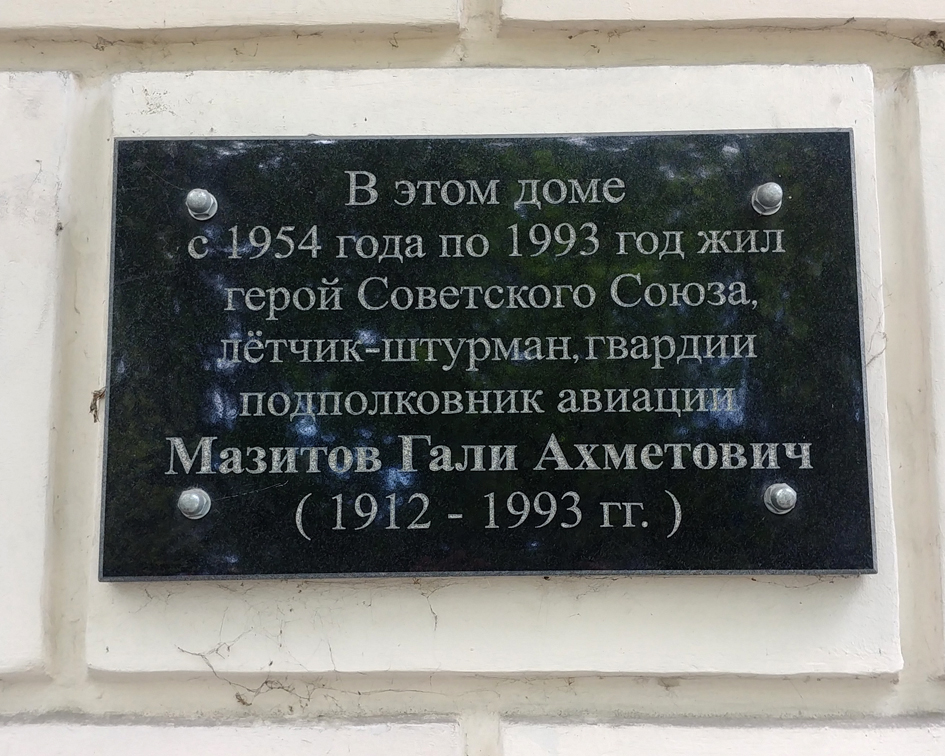 В этом доме
с 1954 года по 1993 год жил
герой Советского Союза,
лётчик-штурман, гвардии
подполковник авиации
Мазитов Гали Ахметович
( 1912 - 1993 гг. )